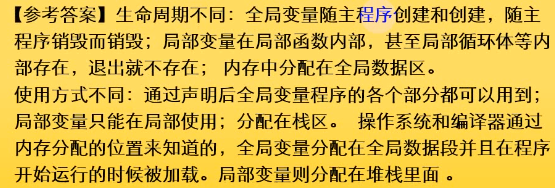 【参考答案】生命周期不同：全局变量随主程序创建和创建，随主
程序销毁而销毁；局部变量在局部函数内部，甚至局部循环体等内
部存在，退出就不存在； 内存中分配在全局数据区。
使用方式不同：通过声明后全局变量程序的各个部分都可以用到；
局部变量只能在局部使用；分配在栈区。 操作系统和编译器通过
内存分配的位置来知道的，全局变量分配在全局数据段并且在程序
开始运行的时候被加载。局部变量则分配在堆栈里面 。